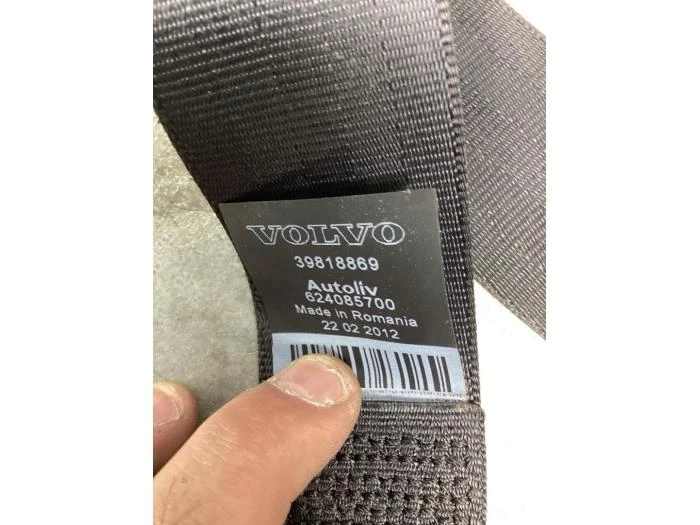 VOLVO
39818869
Autoliv
624085700
Made in Romania
22 02 2012